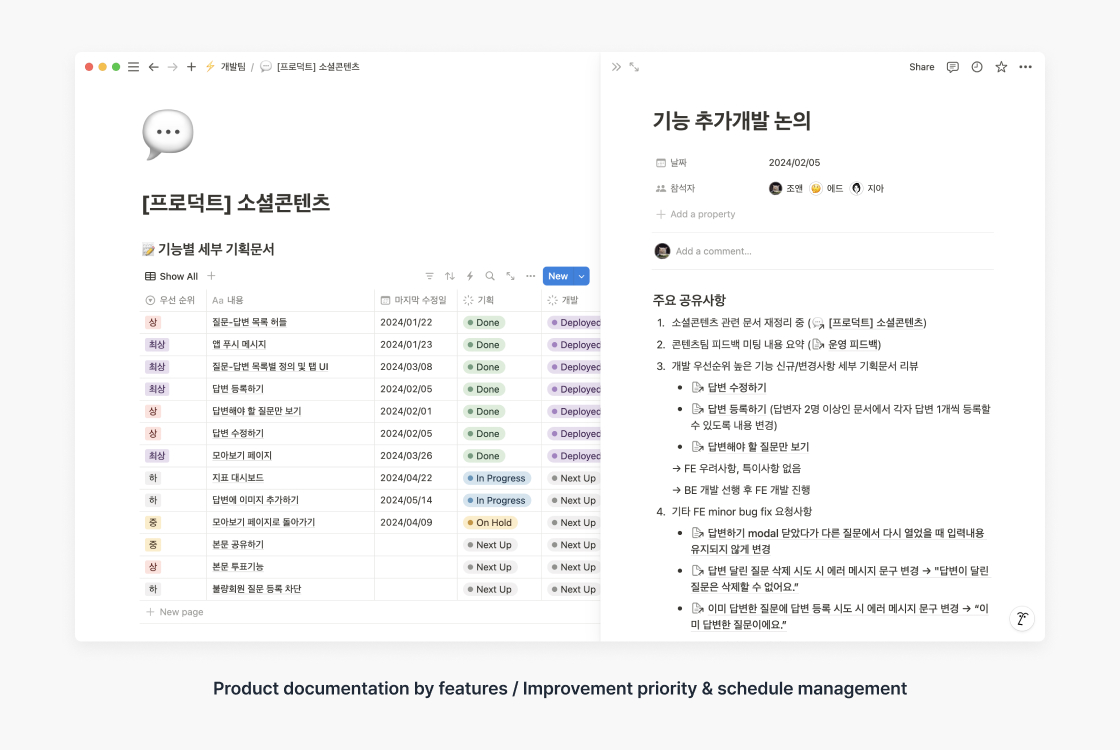 개발팀 / [프로덕트] 소셜콘텐츠
[프로덕트] 소셜콘텐츠
기능별 세부 기획문서
Show All
New
우선 순위 Aa 내용 마지막 수정일 기획 개발
상 질문-답변 목록 허들 2024/01/22 Done Deployed
최상 앱 푸시 메시지 2024/01/23 Done Deployed
최상 질문-답변 목록별 정의 및 탭 UI 2024/03/08 Done Deployed
최상 답변 등록하기 2024/02/05 Done Deployed
상 답변해야 할 질문만 보기 2024/02/01 Done Deployed
상 답변 수정하기 2024/02/05 Done Deployed
최상 모아보기 페이지 2024/03/26 Done Deployed
하 지표 대시보드 2024/04/22 In Progress Next Up
하 답변에 이미지 추가하기 2024/05/14 In Progress Next Up
중 모아보기 페이지로 돌아가기 2024/04/09 On Hold Next Up
중 본문 공유하기 Next Up Next Up
상 본문 투표기능 Next Up Next Up
하 불량회원 질문 등록 차단 Next Up Next Up
New page
Share
기능 추가개발 논의
날짜 2024/02/05
참석자 조앤 에드 지아
Add a property
Add a comment...
주요 공유사항
1. 소셜콘텐츠 관련 문서 재정리 중 ([프로덕트] 소셜콘텐츠)
2. 콘텐츠팀 피드백 미팅 내용 요약 (운영 피드백)
3. 개발 우선순위 높은 기능 신규/변경사항 세부 기획문서 리뷰
• 답변 수정하기
• 답변 등록하기 (답변자 2명 이상인 문서에서 각자 답변 1개씩 등록할
수 있도록 내용 변경)
• 답변해야 할 질문만 보기
→ FE 우려사항, 특이사항 없음
→ BE 개발 선행 후 FE 개발 진행
4. 기타 FE minor bug fix 요청사항
• 답변하기 modal 닫았다가 다른 질문에서 다시 열었을 때 입력내용
유지되지 않게 변경
• 답변 달린 질문 삭제 시도 시 에러 메시지 문구 변경 → "답변이 달린
질문은 삭제할 수 없어요."
• 이미 답변한 질문에 답변 등록 시도 시 에러 메시지 문구 변경 → "이
미 답변한 질문이에요."
Product documentation by features / Improvement priority & schedule management